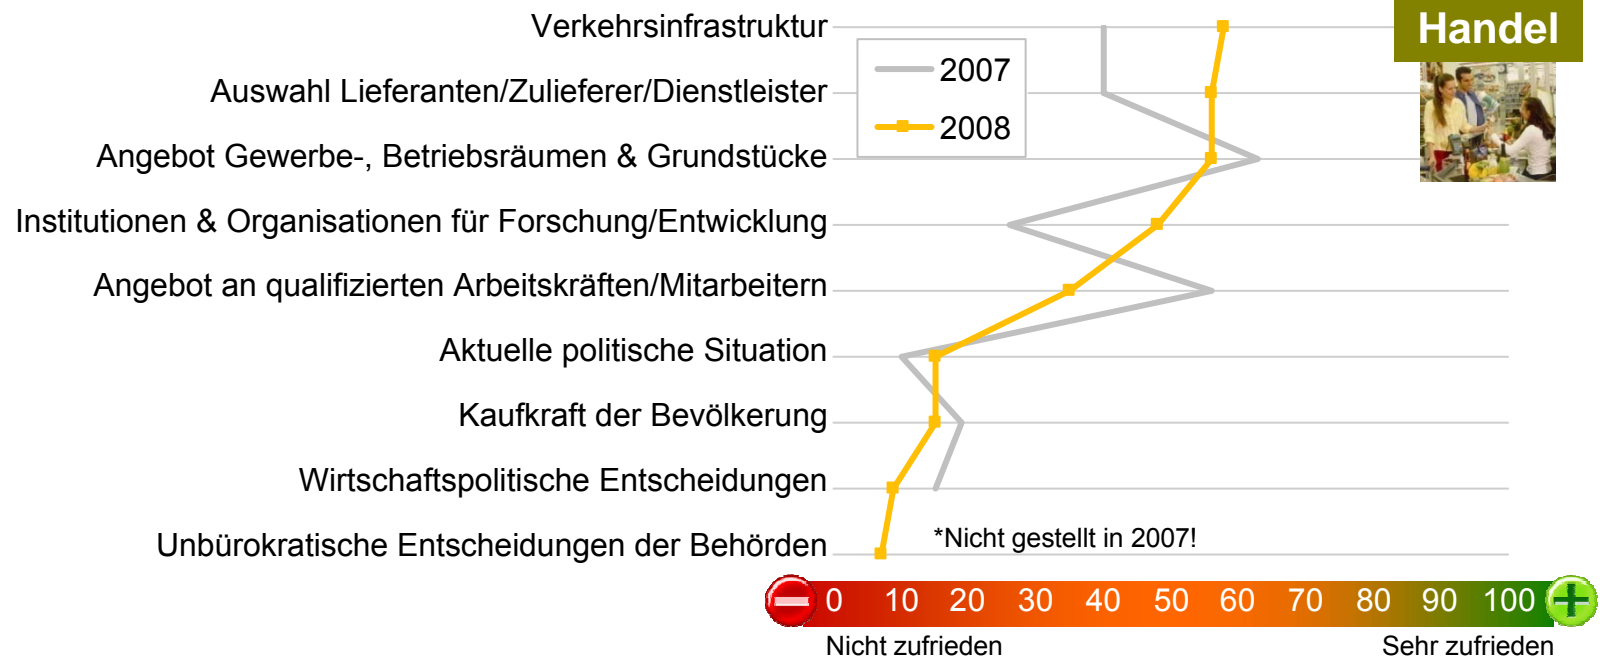 Verkehrsinfrastruktur
Handel
2007
Auswahl Lieferanten/Zulieferer/Dienstleister
2008
Angebot Gewerbe-, Betriebsräumen & Grundstücke
Institutionen & Organisationen für Forschung/Entwicklung
Angebot an qualifizierten Arbeitskräften/Mitarbeitern
Aktuelle politische Situation
Kaufkraft der Bevölkerung
Wirtschaftspolitische Entscheidungen
Unbürokratische Entscheidungen der Behörden
*Nicht gestellt in 2007!
0 10 20 30 40 50 60 70 80 90 100
Nicht zufrieden Sehr zufrieden